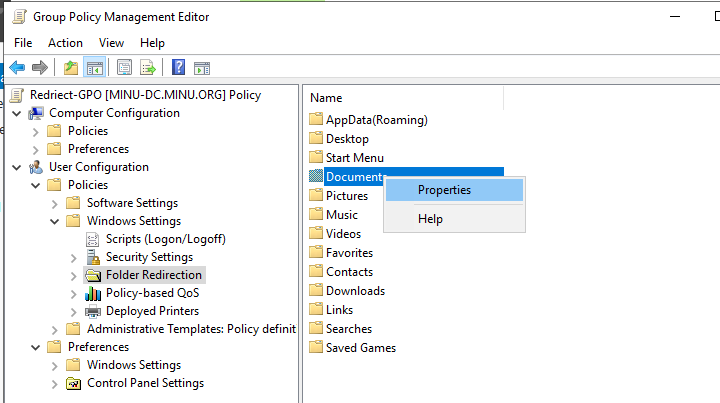 Group Policy Management Editor
File Action View Help
Redriect-GPO [MINU-DC.MINU.ORG] Policy
Computer Configuration
Policies
Preferences
User Configuration
Policies
Software Settings
Windows Settings
Scripts (Logon/Logoff)
Security Settings
Folder Redirection
Policy-based QoS
Deployed Printers
Administrative Templates: Policy definit
Preferences
Windows Settings
Control Panel Settings
Name
AppData(Roaming)
Desktop
Start Menu
Documents
Pictures
Music
Videos
Favorites
Contacts
Downloads
Links
Searches
Saved Games
Properties
Help